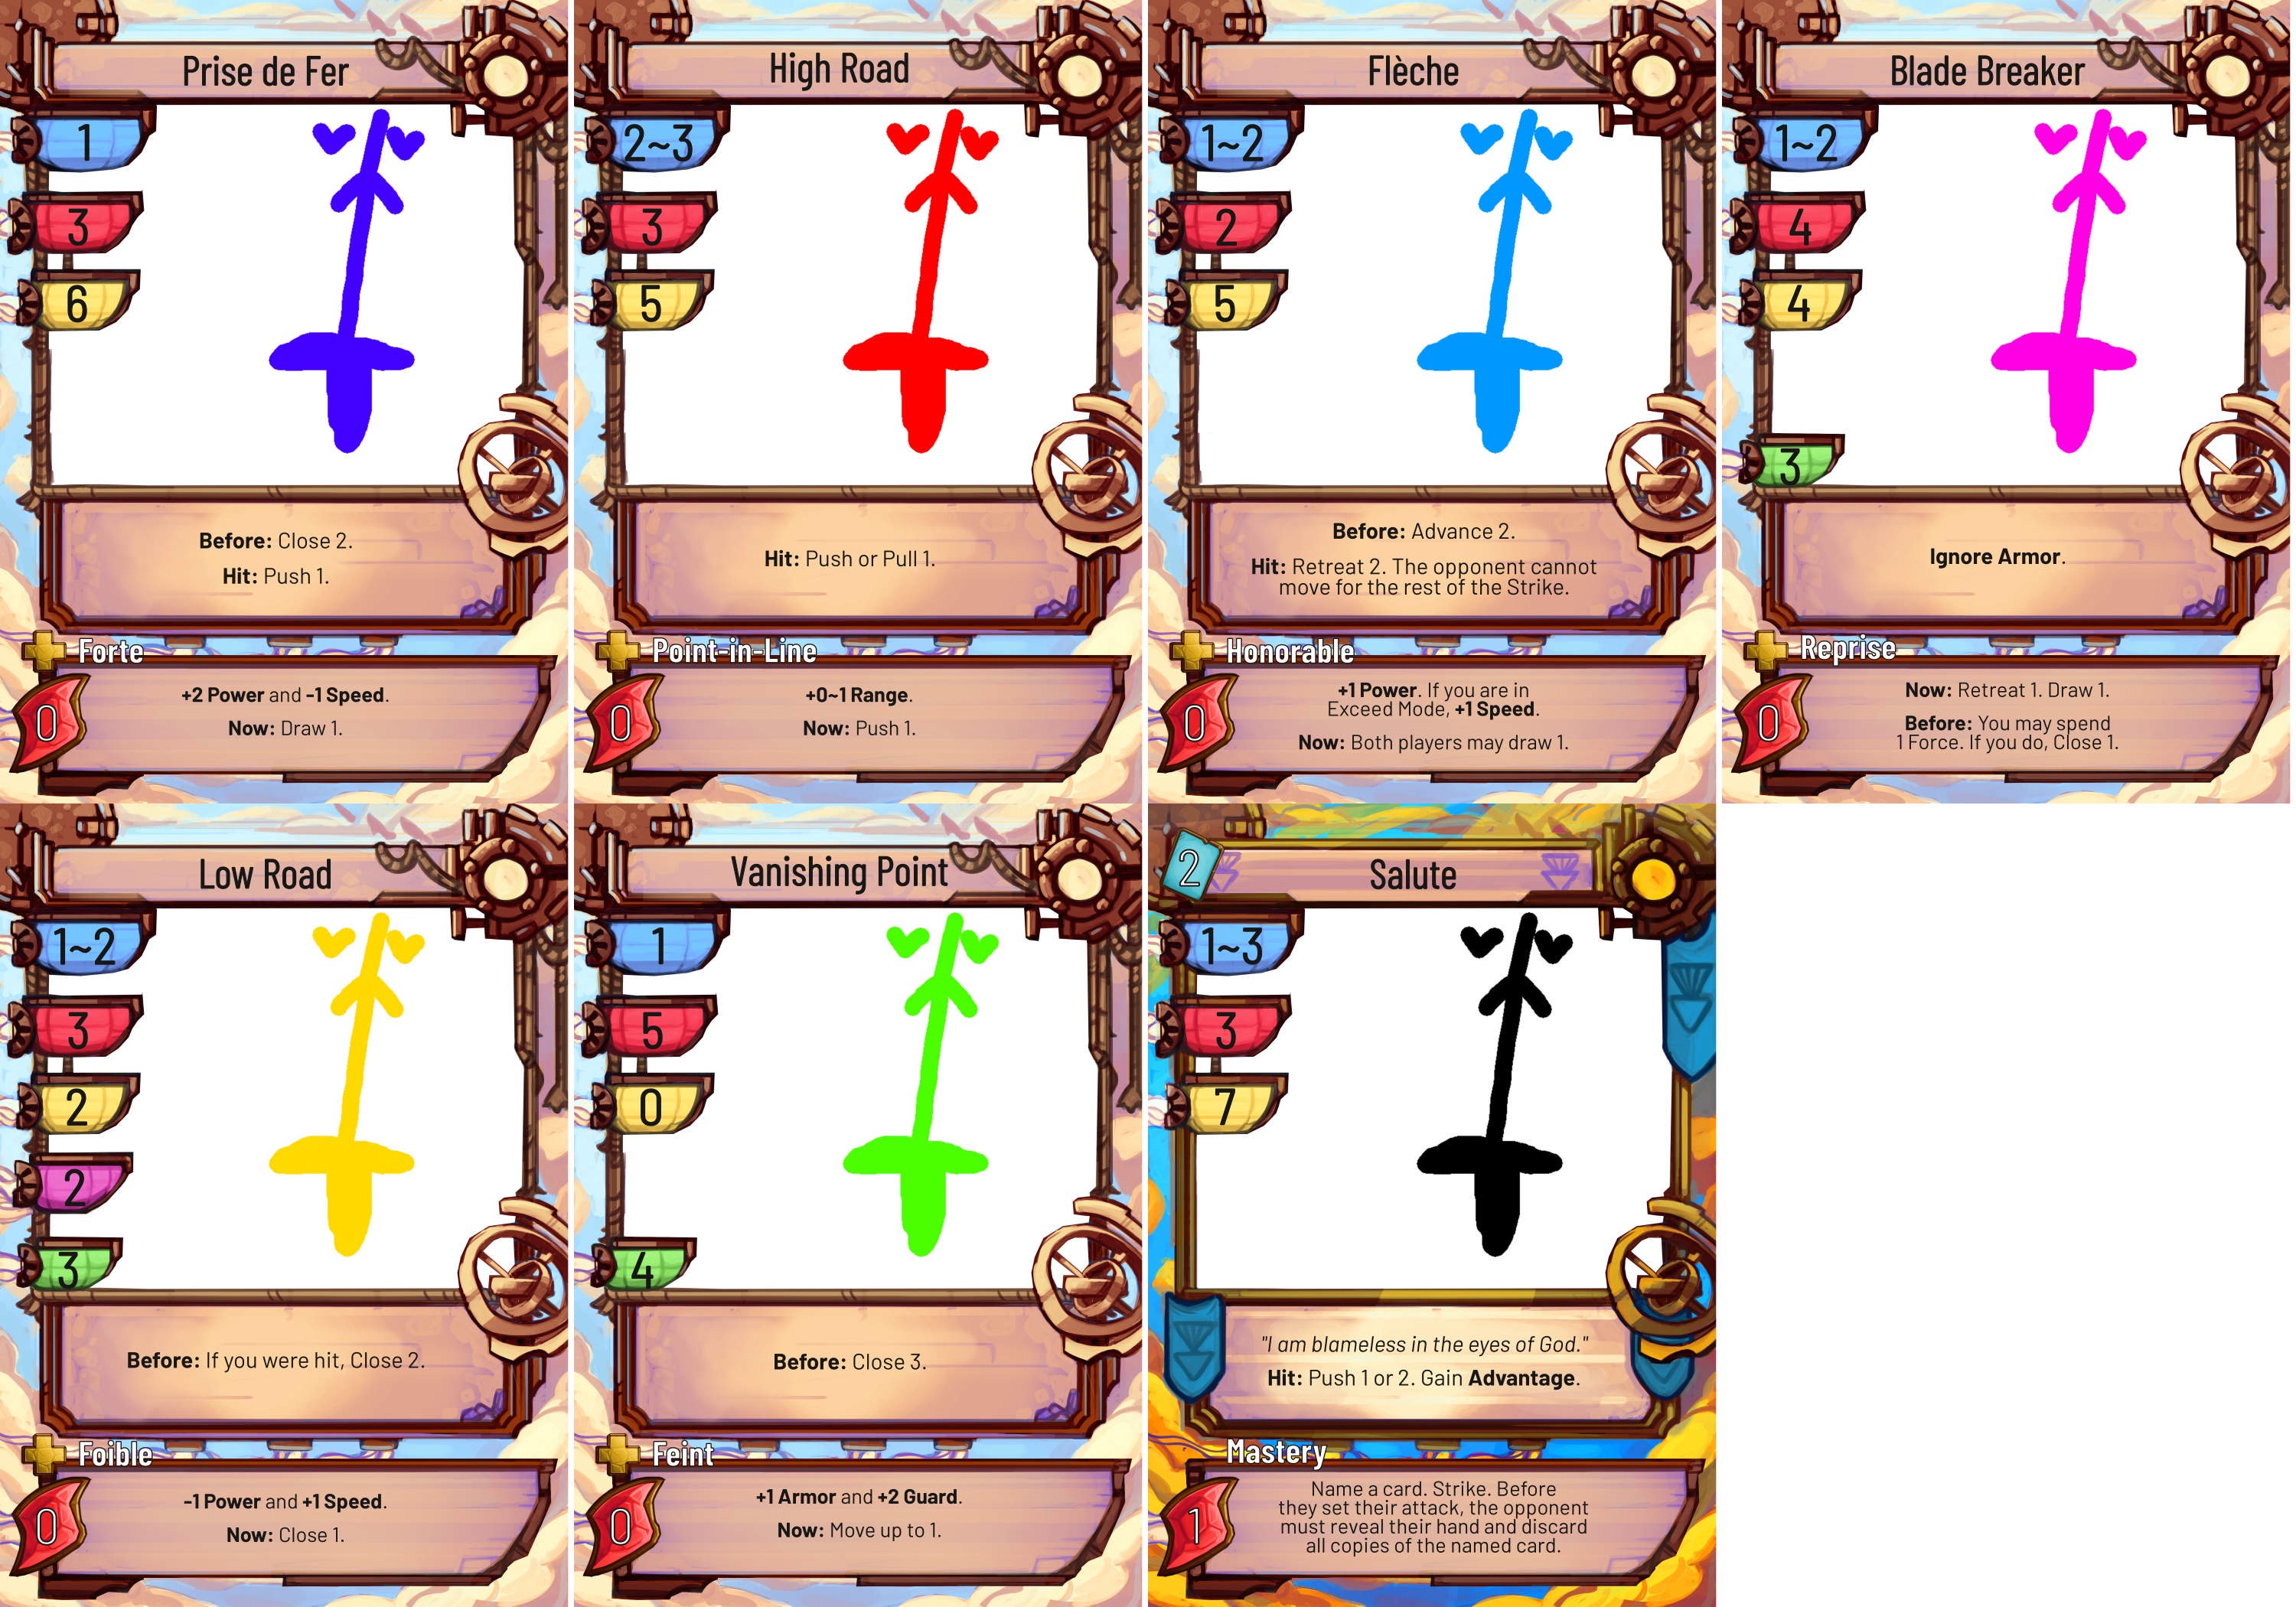 Prise de Fer
1
3
6
Before: Close 2.
Hit: Push 1.
Forte
0
+2 Power and -1 Speed.
Now: Draw 1.
High Road
2~3
3
5
Hit: Push or Pull 1.
Point-in-Line
0
+0~1 Range.
Now: Push 1.
Flèche
1~2
2
5
Before: Advance 2.
Hit: Retreat 2. The opponent cannot
move for the rest of the Strike.
Honorable
0
+1 Power. If you are in
Exceed Mode, +1 Speed.
Now: Both players may draw 1.
Blade Breaker
1~2
4
4
3
Ignore Armor.
Reprise
0
Now: Retreat 1. Draw 1.
Before: You may spend
1 Force. If you do, Close 1.
Low Road
1~2
3
2
2
3
Before: If you were hit, Close 2.
Foible
0
-1 Power and +1 Speed.
Now: Close 1.
Vanishing Point
1
5
0
4
Before: Close 3.
Feint
0
+1 Armor and +2 Guard.
Now: Move up to 1.
2
Salute
1~3
3
7
"I am blameless in the eyes of God."
Hit: Push 1 or 2. Gain Advantage.
Mastery
1
Name a card. Strike. Before
they set their attack, the opponent
must reveal their hand and discard
all copies of the named card.